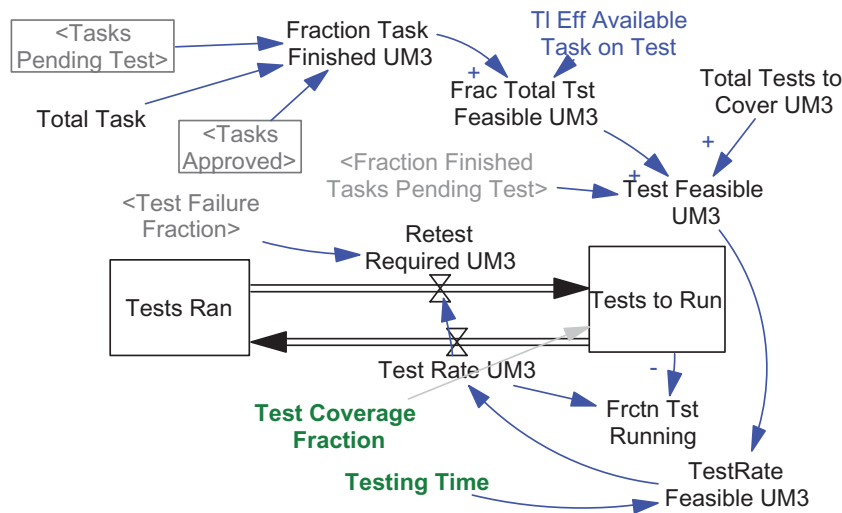 <Tasks
Pending Test>
Fraction Task
Finished UM3
Tl Eff Available
Task on Test
Total Task
<Tasks
Approved>
+
Frac Total Tst
Feasible UM3
Total Tests to
Cover UM3
+
<Fraction Finished
Tasks Pending Test>
+
Test Feasible
UM3
<Test Failure
Fraction>
Retest
Required UM3
Tests Ran
Tests to Run
Test Rate UM3
-
Test Coverage
Fraction
Frctn Tst
Running
Testing Time
TestRate
Feasible UM3